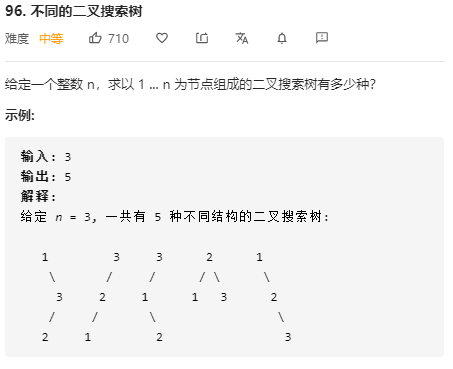 96. 不同的二叉搜索树
难度 中等 710
给定一个整数 n，求以 1 ... n 为节点组成的二叉搜索树有多少种？
示例:
输入: 3
输出: 5
解释:
给定 n = 3, 一共有 5 种不同结构的二叉搜索树:
1 3 3 2 1
\ / / / \ \
3 2 1 1 3 2
/ / \ \
2 1 2 3